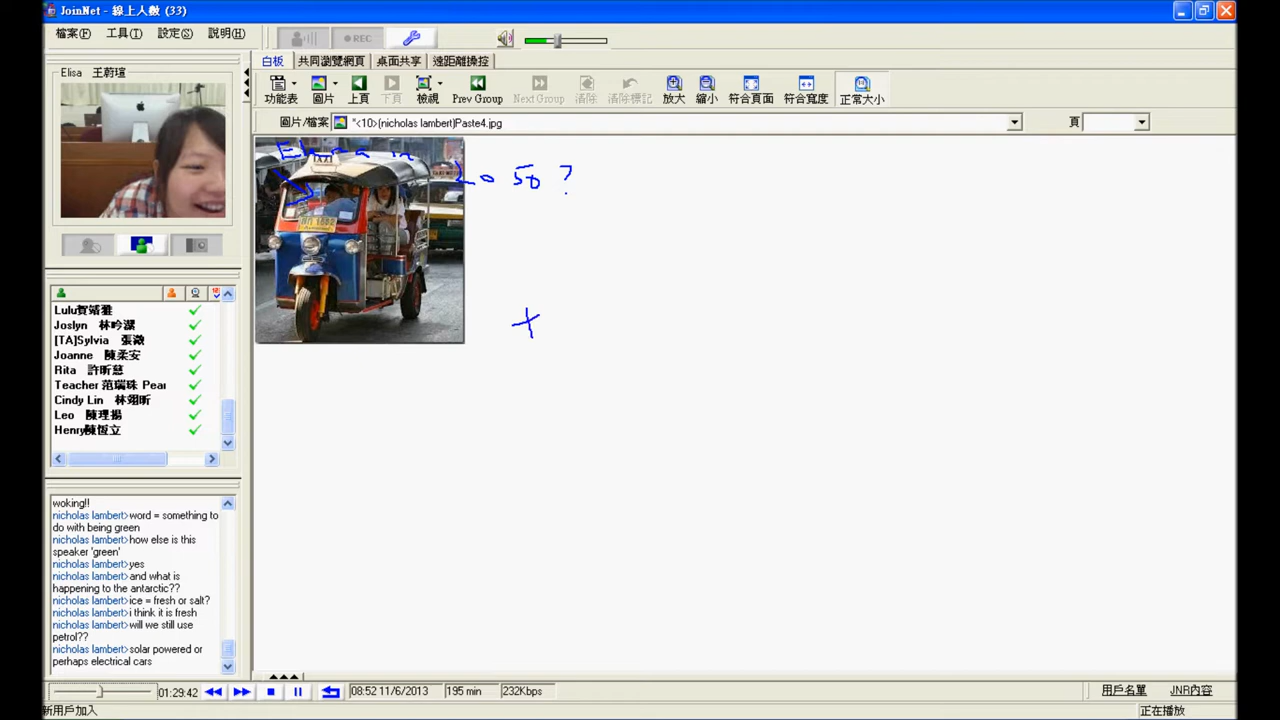 JoinNet - 線上人數 (33)
檔案(F) 工具(I) 設定(S) 說明(H)
REC
Elisa 王蔚瑄
白板 共同瀏覽網頁 桌面共享 遠距離操控
功能表 圖片 上頁 下頁 檢視 Prev Group Next Group 清除 清除標記 放大 縮小 符合頁面 符合寬度 正常大小
圖片/檔案 *<10>(nicholas lambert)Paste4.jpg 頁
TAXI
2050 ?
Lulu賀婧雅
Joslyn 林吟潔
[TA]Sylvia 張瀓
Joanne 陳柔安
Rita 許昕慈
Teacher 范瑞珠 Pear
Cindy Lin 林翊昕
Leo 陳理揚
Henry陳恆立
woking!!
nicholas lambert>word = something to
do with being green
nicholas lambert>how else is this
speaker 'green'
nicholas lambert>yes
nicholas lambert>and what is
happening to the antarctic??
nicholas lambert>ice = fresh or salt?
nicholas lambert>i think it is fresh
nicholas lambert>will we still use
petrol??
nicholas lambert>solar powered or
perhaps electrical cars
01:29:42 08:52 11/6/2013 195 min 232Kbps 用戶名單 JNR內容
新用戶加入 正在播放